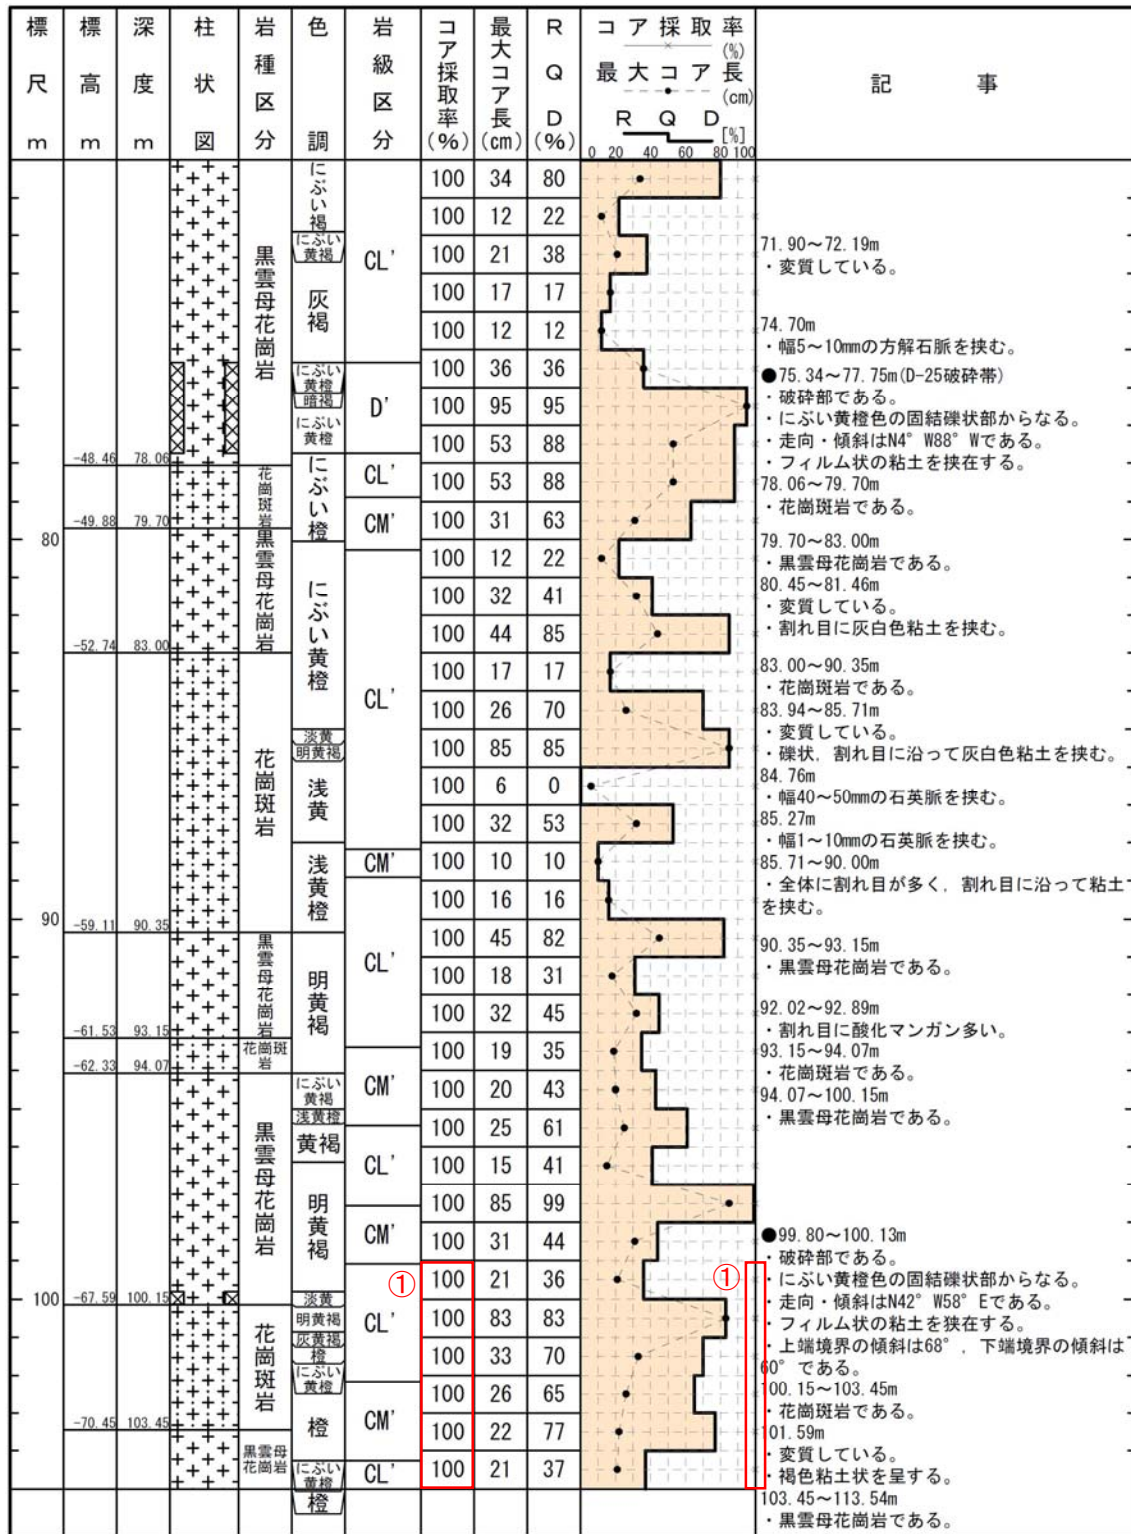 標尺m
標高m
深度m
柱状図
岩種区分
色調
岩級区分
コア採取率(%)
最大コア長(cm)
RQD(%)
コア採取率(%)
最大コア長(cm)
RQD[%]
0 20 40 60 80 100
記事
80
90
100
-48.46 78.06
-49.88 79.70
-52.74 83.00
-59.11 90.35
-61.53 93.15
-62.33 94.07
-67.59 100.15
-70.45 103.45
黒雲母花崗岩
花崗斑岩
黒雲母花崗岩
花崗斑岩
黒雲母花崗岩
花崗斑岩
黒雲母花崗岩
花崗斑岩
黒雲母花崗岩
にぶい褐
にぶい黄褐
灰褐
にぶい黄橙
暗褐
にぶい黄橙
にぶい橙
にぶい黄橙
淡黄
明黄褐
浅黄
浅黄橙
明黄褐
にぶい黄褐
浅黄橙
黄褐
明黄褐
淡黄
明黄褐
灰黄褐
橙
にぶい黄橙
橙
にぶい黄橙
橙
CL'
D'
CL'
CM'
CL'
CM'
CL'
CM'
CL'
CM'
CL'
CM'
CL'
100 34 80
100 12 22
100 21 38
100 17 17
100 12 12
100 36 36
100 95 95
100 53 88
100 53 88
100 31 63
100 12 22
100 32 41
100 44 85
100 17 17
100 26 70
100 85 85
100 6 0
100 32 53
100 10 10
100 16 16
100 45 82
100 18 31
100 32 45
100 19 35
100 20 43
100 25 61
100 15 41
100 85 99
100 31 44
① 100 21 36 ①
100 83 83
100 33 70
100 26 65
100 22 77
100 21 37
71.90～72.19m
・変質している。
74.70m
・幅5～10mmの方解石脈を挟む。
●75.34～77.75m(D-25破砕帯)
・破砕部である。
・にぶい黄橙色の固結礫状部からなる。
・走向・傾斜はN4°W88°Wである。
・フィルム状の粘土を挟在する。
78.06～79.70m
・花崗斑岩である。
79.70～83.00m
・黒雲母花崗岩である。
80.45～81.46m
・変質している。
・割れ目に灰白色粘土を挟む。
83.00～90.35m
・花崗斑岩である。
83.94～85.71m
・変質している。
・礫状，割れ目に沿って灰白色粘土を挟む。
84.76m
・幅40～50mmの石英脈を挟む。
85.27m
・幅1～10mmの石英脈を挟む。
85.71～90.00m
・全体に割れ目が多く，割れ目に沿って粘土
を挟む。
90.35～93.15m
・黒雲母花崗岩である。
92.02～92.89m
・割れ目に酸化マンガン多い。
93.15～94.07m
・花崗斑岩である。
94.07～100.15m
・黒雲母花崗岩である。
●99.80～100.13m
・破砕部である。
・にぶい黄橙色の固結礫状部からなる。
・走向・傾斜はN42°W58°Eである。
・フィルム状の粘土を狭在する。
・上端境界の傾斜は68°，下端境界の傾斜は
60°である。
100.15～103.45m
・花崗斑岩である。
101.59m
・変質している。
・褐色粘土状を呈する。
103.45～113.54m
・黒雲母花崗岩である。